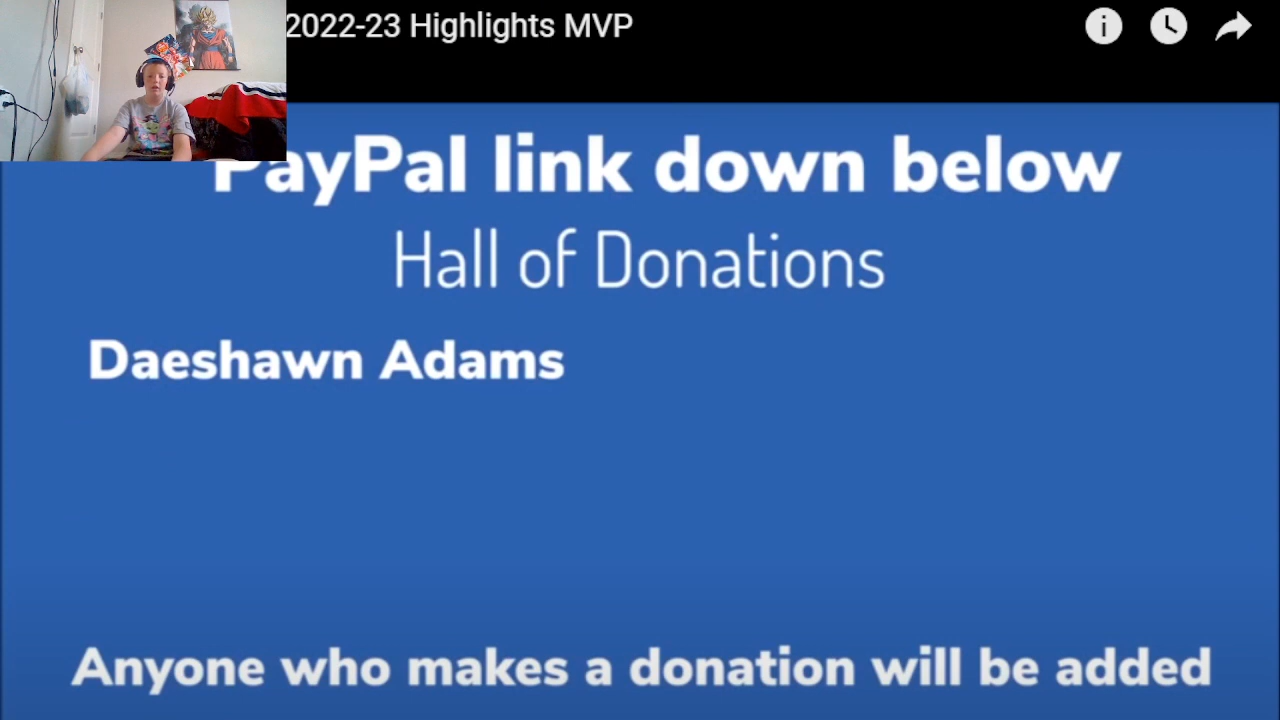 2022-23 Highlights MVP
PayPal link down below
Hall of Donations
Daeshawn Adams
Anyone who makes a donation will be added